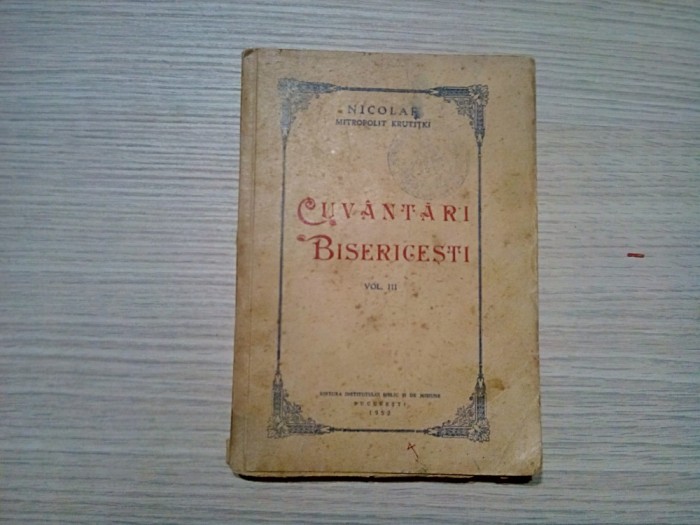 NICOLAE
MITROPOLIT KRUTIȚKI
CUVÂNTĂRI
BISERICEȘTI
VOL. III
EDITURA INSTITUTULUI BIBLIC ȘI DE MISIUNE
BUCUREȘTI